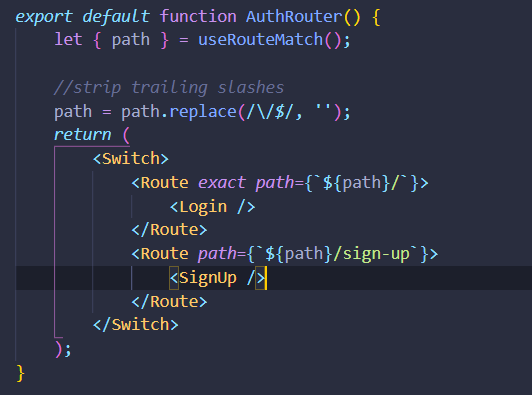 export default function AuthRouter() {
    let { path } = useRouteMatch();

    //strip trailing slashes
    path = path.replace(/\/$/, '');
    return (
        <Switch>
            <Route exact path={`${path}/`}>
                <Login />
            </Route>
            <Route path={`${path}/sign-up`}>
                <SignUp />
            </Route>
        </Switch>
    );
}